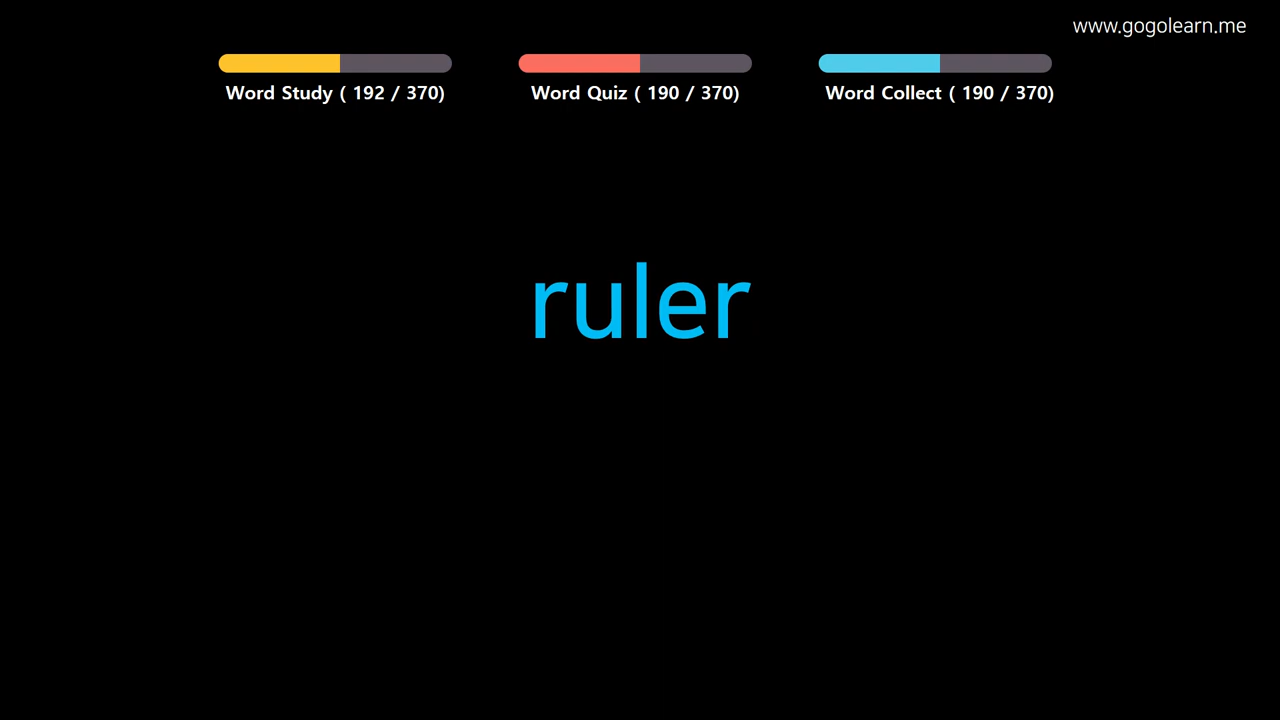 www.gogolearn.me
Word Study ( 192 / 370)
Word Quiz ( 190 / 370)
Word Collect ( 190 / 370)
ruler